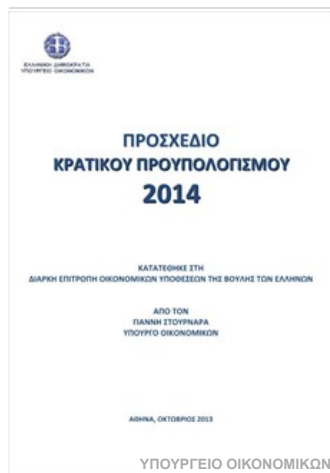 ΕΛΛΗΝΙΚΗ ΔΗΜΟΚΡΑΤΙΑ
ΥΠΟΥΡΓΕΙΟ ΟΙΚΟΝΟΜΙΚΩΝ
ΠΡΟΣΧΕΔΙΟ
ΚΡΑΤΙΚΟΥ ΠΡΟΥΠΟΛΟΓΙΣΜΟΥ
2014
ΚΑΤΑΤΕΘΗΚΕ ΣΤΗ
ΔΙΑΡΚΗ ΕΠΙΤΡΟΠΗ ΟΙΚΟΝΟΜΙΚΩΝ ΥΠΟΘΕΣΕΩΝ ΤΗΣ ΒΟΥΛΗΣ ΤΩΝ ΕΛΛΗΝΩΝ
ΑΠΟ ΤΟΝ
ΓΙΑΝΝΗ ΣΤΟΥΡΝΑΡΑ
ΥΠΟΥΡΓΟ ΟΙΚΟΝΟΜΙΚΩΝ
ΑΘΗΝΑ, ΟΚΤΩΒΡΙΟΣ 2013
ΥΠΟΥΡΓΕΙΟ ΟΙΚΟΝΟΜΙΚΩΝ